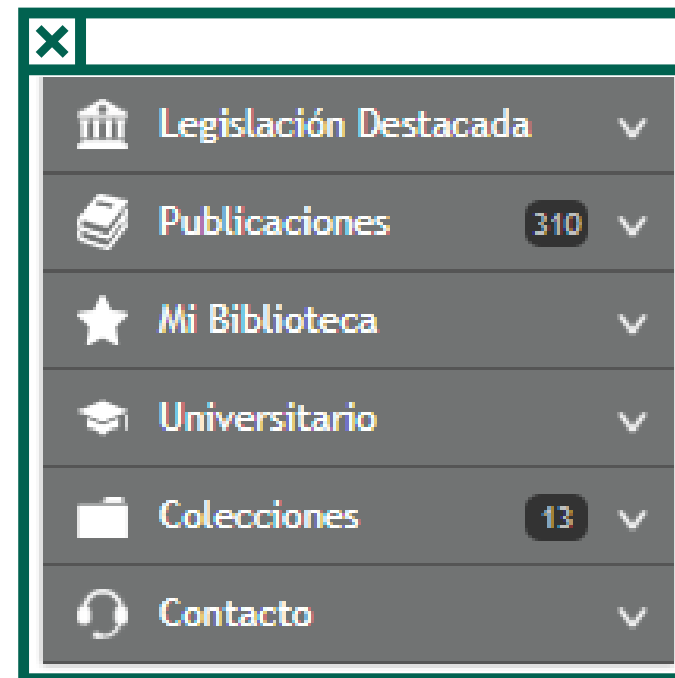 Legislación Destacada
Publicaciones 310
Mi Biblioteca
Universitario
Colecciones 13
Contacto